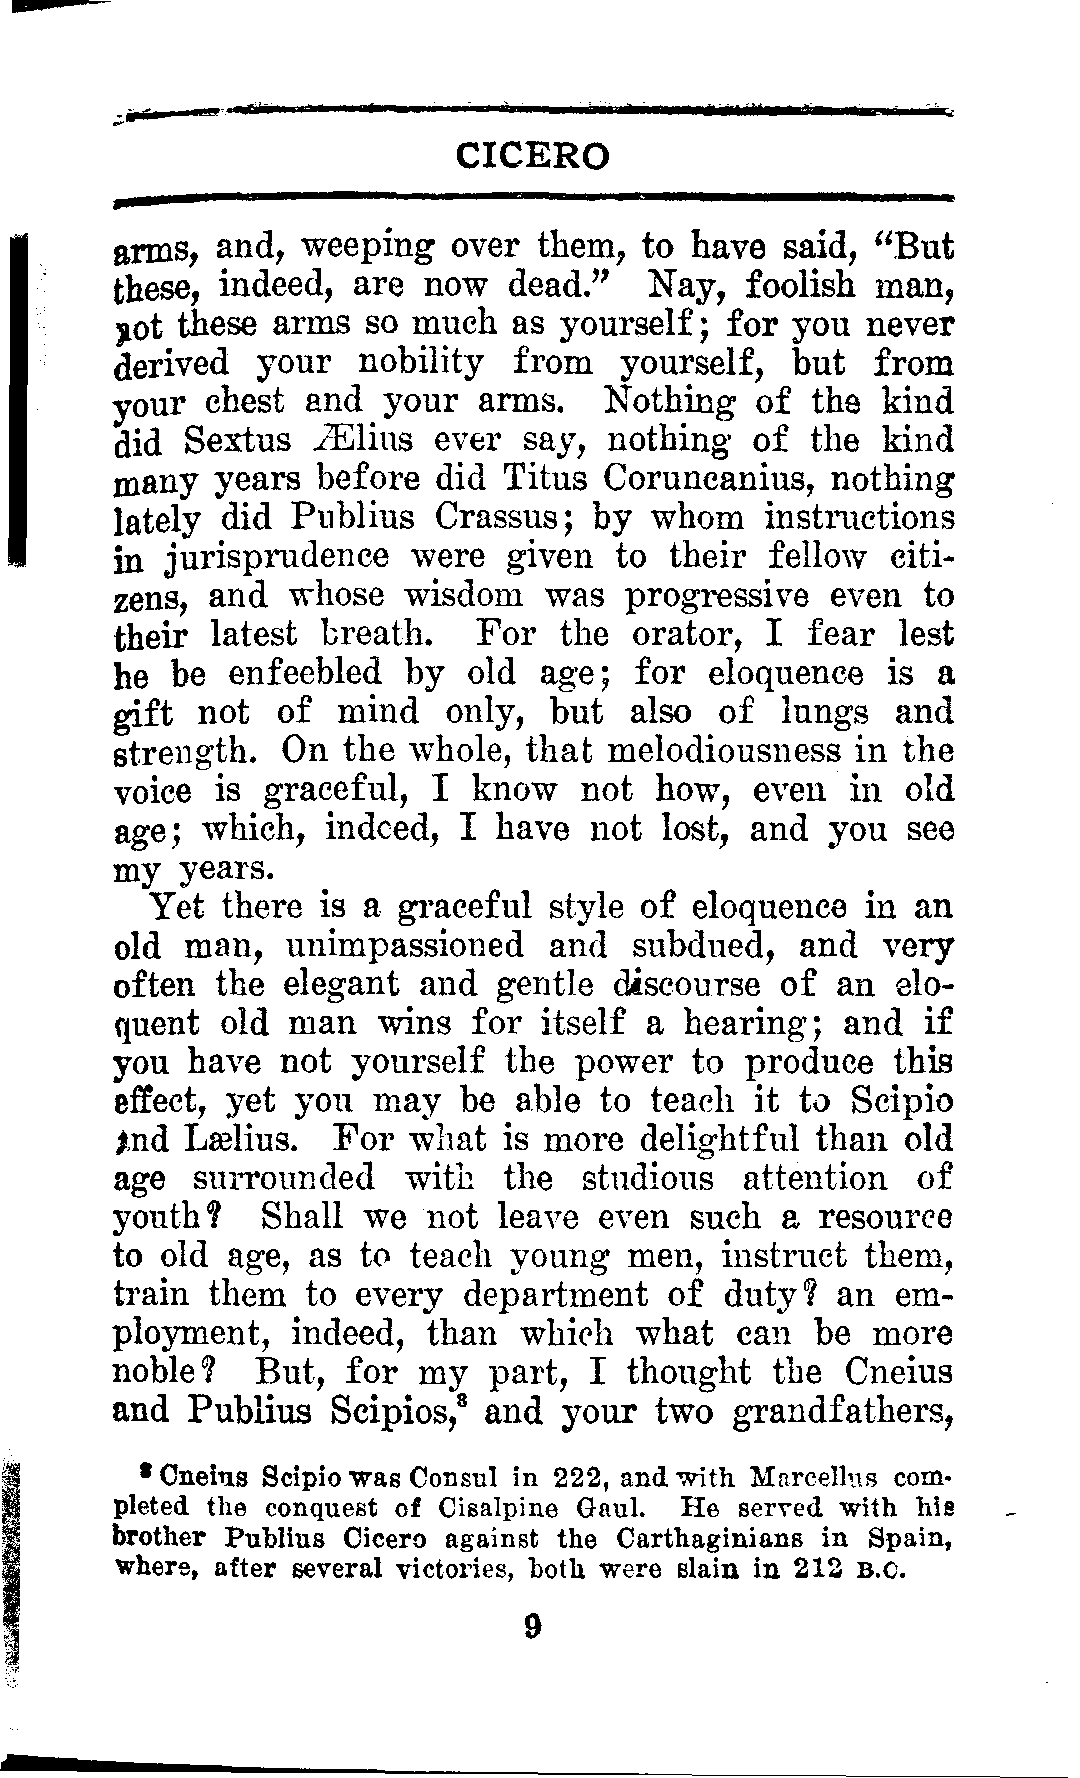 CICERO
arms, and, weeping over them, to have said, "But
these, indeed, are now dead." Nay, foolish man,
not these arms so much as yourself; for you never
derived your nobility from yourself, but from
your chest and your arms. Nothing of the kind
did Sextus Ælius ever say, nothing of the kind
many years before did Titus Coruncanius, nothing
lately did Publius Crassus; by whom instructions
in jurisprudence were given to their fellow citi-
zens, and whose wisdom was progressive even to
their latest breath. For the orator, I fear lest
he be enfeebled by old age; for eloquence is a
gift not of mind only, but also of lungs and
strength. On the whole, that melodiousness in the
voice is graceful, I know not how, even in old
age; which, indeed, I have not lost, and you see
my years.
Yet there is a graceful style of eloquence in an
old man, unimpassioned and subdued, and very
often the elegant and gentle discourse of an elo-
quent old man wins for itself a hearing; and if
you have not yourself the power to produce this
effect, yet you may be able to teach it to Scipio
and Lælius. For what is more delightful than old
age surrounded with the studious attention of
youth? Shall we not leave even such a resource
to old age, as to teach young men, instruct them,
train them to every department of duty? an em-
ployment, indeed, than which what can be more
noble? But, for my part, I thought the Cneius
and Publius Scipios,³ and your two grandfathers,
³ Cneius Scipio was Consul in 222, and with Marcellus com-
pleted the conquest of Cisalpine Gaul. He served with his
brother Publius Cicero against the Carthaginians in Spain,
where, after several victories, both were slain in 212 B.C.
9